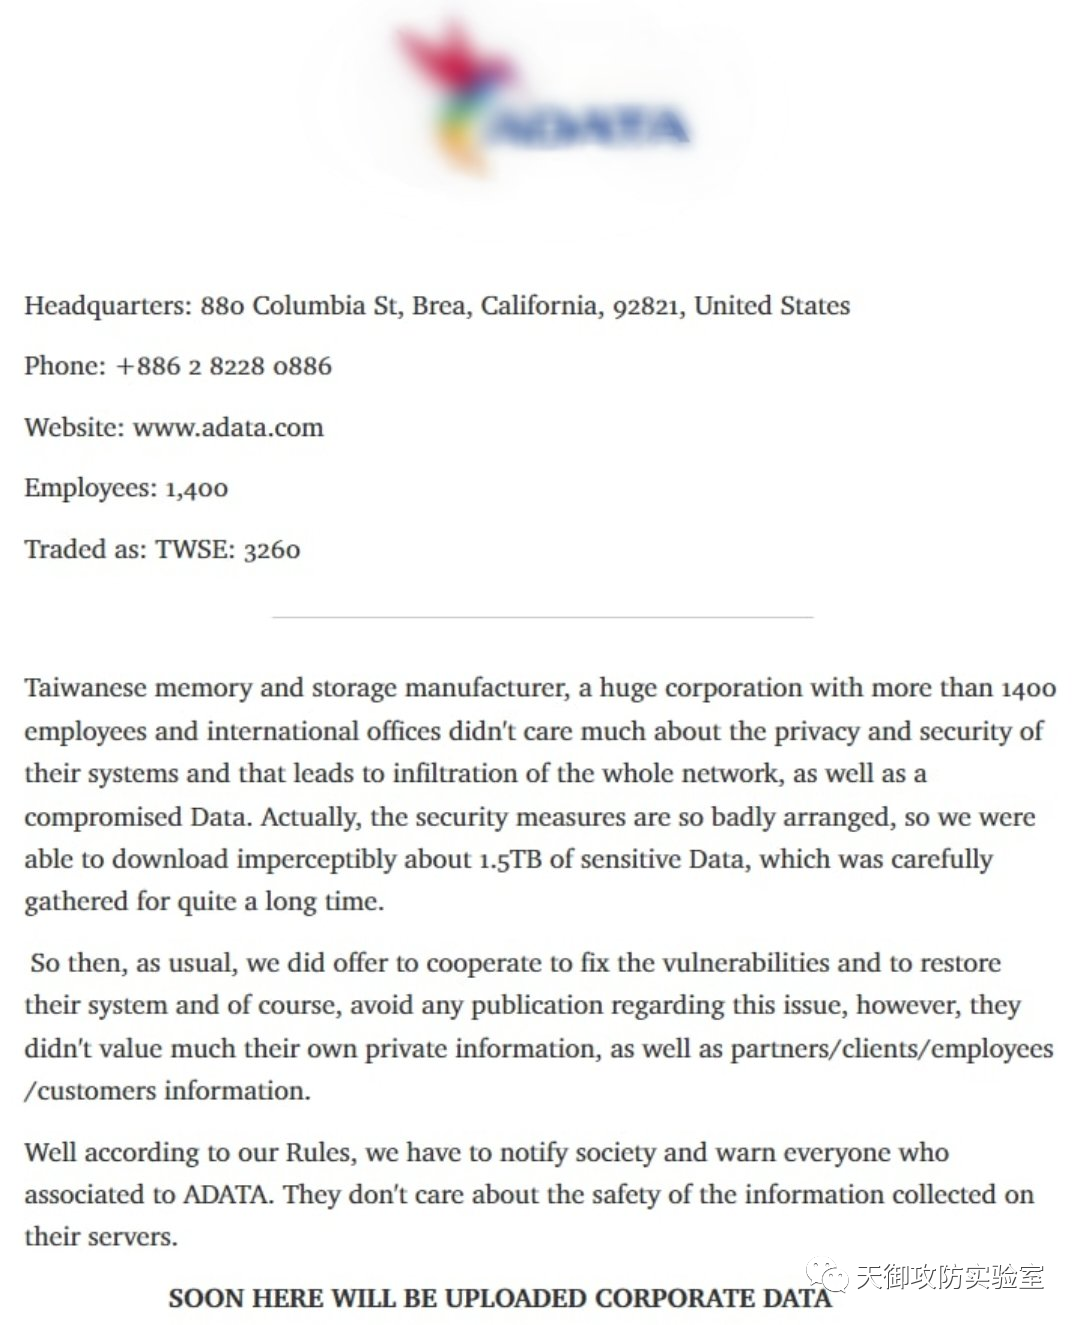 ADATA
Headquarters: 880 Columbia St, Brea, California, 92821, United States
Phone: +886 2 8228 0886
Website: www.adata.com
Employees: 1,400
Traded as: TWSE: 3260
Taiwanese memory and storage manufacturer, a huge corporation with more than 1400
employees and international offices didn't care much about the privacy and security of
their systems and that leads to infiltration of the whole network, as well as a
compromised Data. Actually, the security measures are so badly arranged, so we were
able to download imperceptibly about 1.5TB of sensitive Data, which was carefully
gathered for quite a long time.
So then, as usual, we did offer to cooperate to fix the vulnerabilities and to restore
their system and of course, avoid any publication regarding this issue, however, they
didn't value much their own private information, as well as partners/clients/employees
/customers information.
Well according to our Rules, we have to notify society and warn everyone who
associated to ADATA. They don't care about the safety of the information collected on
their servers.
SOON HERE WILL BE UPLOADED CORPORATE DATA
天御攻防实验室